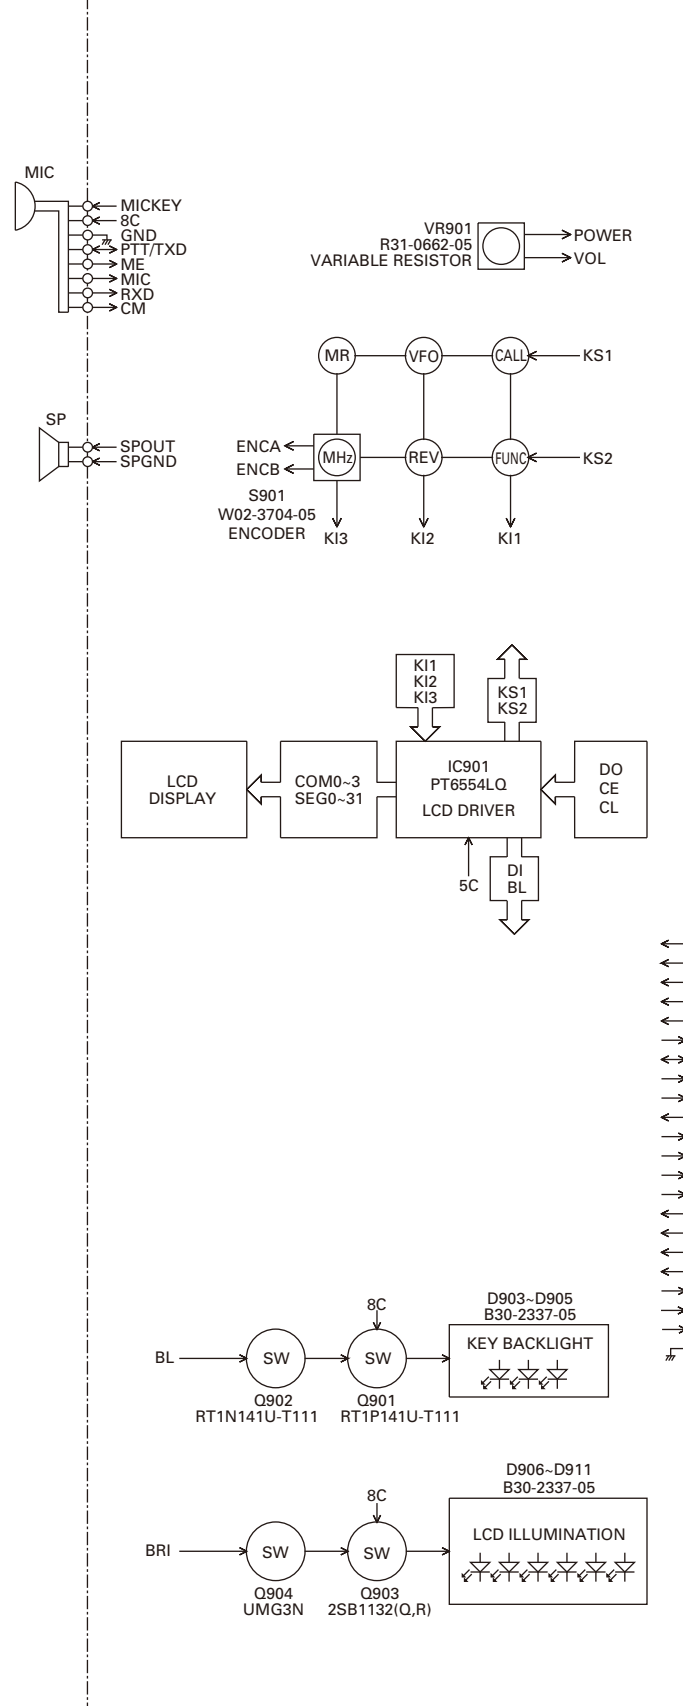 MIC
MICKEY
8C
GND
PTT/TXD
ME
MIC
RXD
CM
VR901
R31-0662-05
VARIABLE RESISTOR
POWER
VOL
MR
VFO
CALL
KS1
SP
SPOUT
SPGND
ENCA
ENCB
MHz
REV
FUNC
KS2
S901
W02-3704-05
ENCODER
KI3
KI2
KI1
KI1
KI2
KI3
KS1
KS2
LCD
DISPLAY
COM0~3
SEG0~31
IC901
PT6554LQ
LCD DRIVER
DO
CE
CL
5C
DI
BL
D903~D905
B30-2337-05
8C
KEY BACKLIGHT
BL
SW
SW
Q902
RT1N141U-T111
Q901
RT1P141U-T111
D906~D911
B30-2337-05
8C
LCD ILLUMINATION
BRI
SW
SW
Q904
UMG3N
Q903
2SB1132(Q,R)